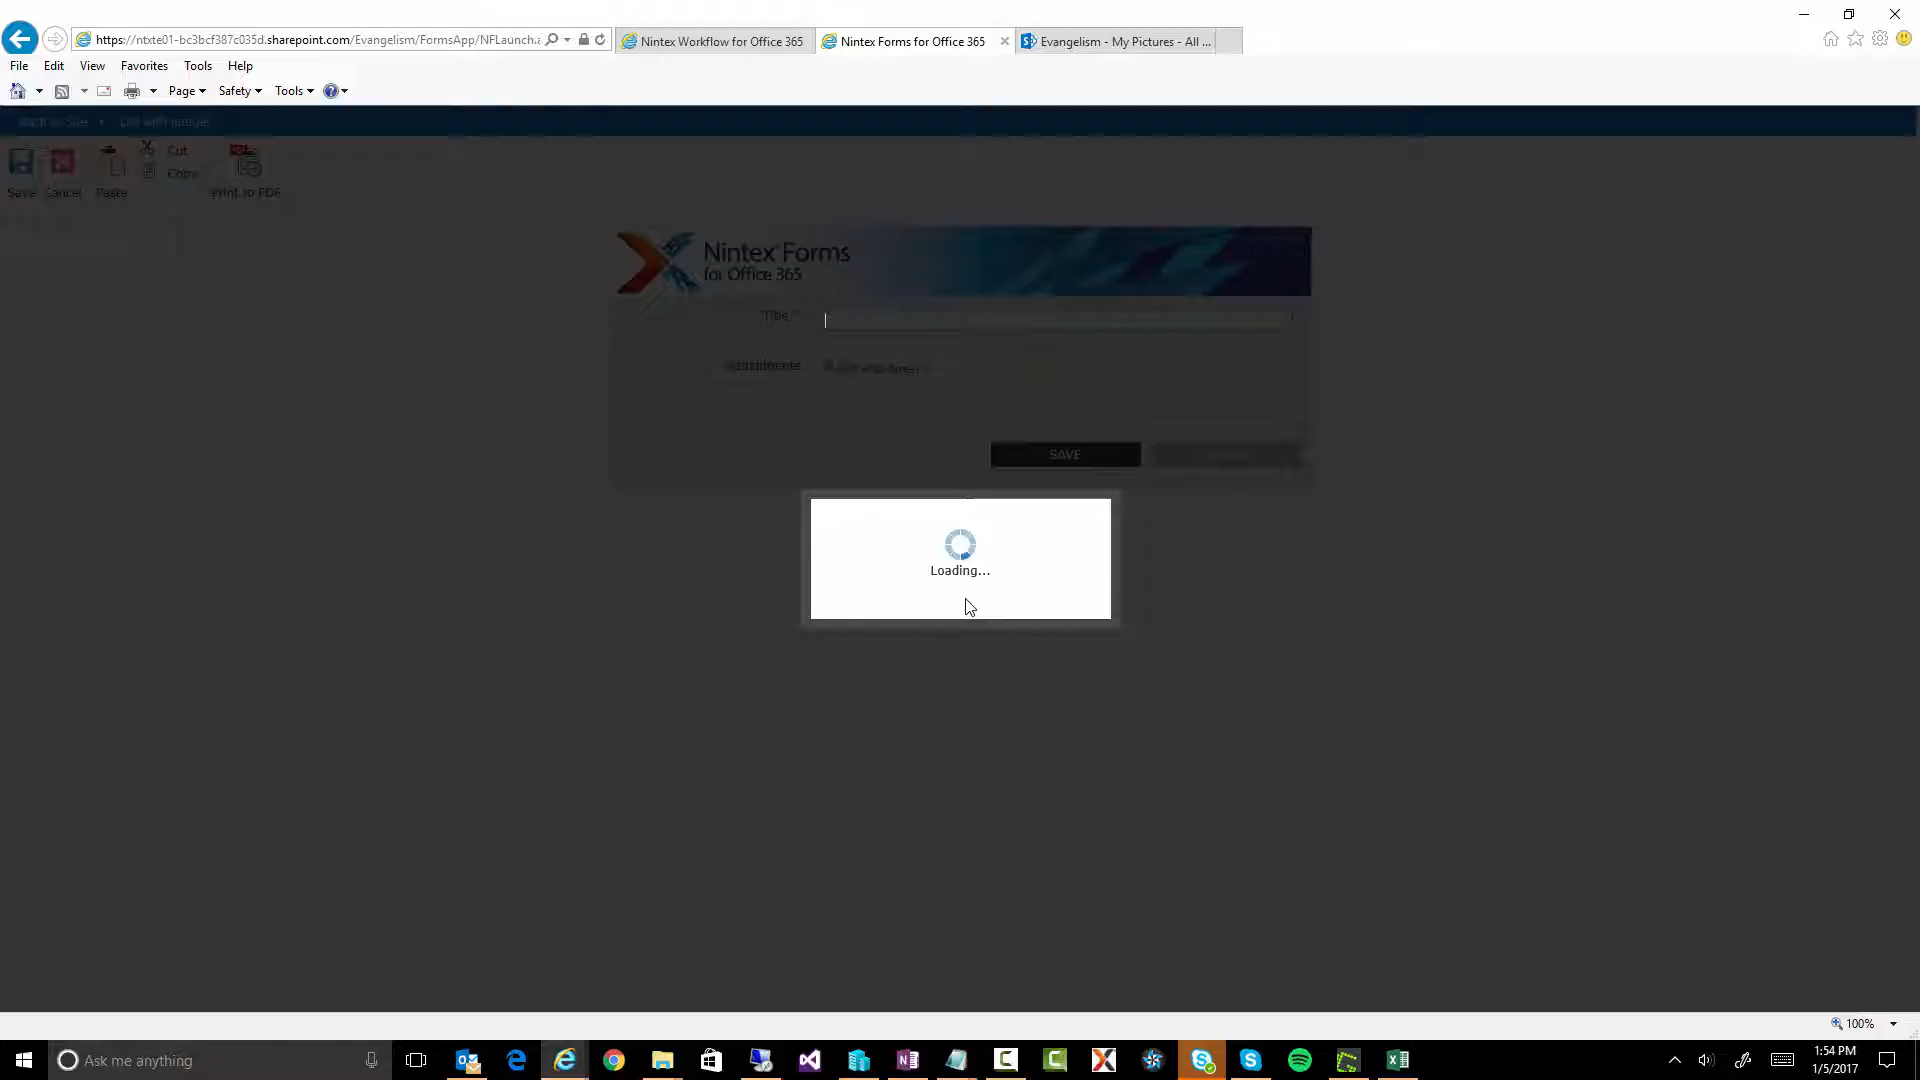 https://ntxte01-bc3bcf387c035d.sharepoint.com/Evangelism/FormsApp/NFLaunch.
Nintex Workflow for Office 365
Nintex Forms for Office 365
Evangelism - My Pictures - All ...
File Edit View Favorites Tools Help
Page Safety Tools
Back to Site
Cut
Copy
Save Cancel Paste Print to PDF
Nintex Forms
for Office 365
Title
Attachments
SAVE
Loading...
100%
Ask me anything
1:54 PM
1/5/2017